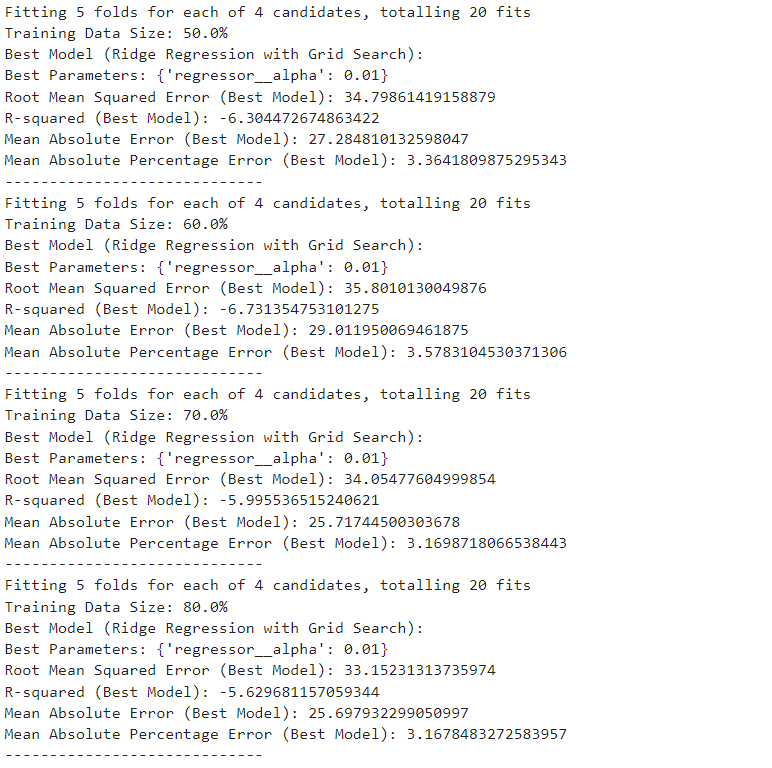 Fitting 5 folds for each of 4 candidates, totalling 20 fits
Training Data Size: 50.0%
Best Model (Ridge Regression with Grid Search):
Best Parameters: {'regressor__alpha': 0.01}
Root Mean Squared Error (Best Model): 34.79861419158879
R-squared (Best Model): -6.304472674863422
Mean Absolute Error (Best Model): 27.284810132598047
Mean Absolute Percentage Error (Best Model): 3.3641809875295343
-----------------------------
Fitting 5 folds for each of 4 candidates, totalling 20 fits
Training Data Size: 60.0%
Best Model (Ridge Regression with Grid Search):
Best Parameters: {'regressor__alpha': 0.01}
Root Mean Squared Error (Best Model): 35.8010130049876
R-squared (Best Model): -6.731354753101275
Mean Absolute Error (Best Model): 29.011950069461875
Mean Absolute Percentage Error (Best Model): 3.5783104530371306
-----------------------------
Fitting 5 folds for each of 4 candidates, totalling 20 fits
Training Data Size: 70.0%
Best Model (Ridge Regression with Grid Search):
Best Parameters: {'regressor__alpha': 0.01}
Root Mean Squared Error (Best Model): 34.05477604999854
R-squared (Best Model): -5.995536515240621
Mean Absolute Error (Best Model): 25.71744500303678
Mean Absolute Percentage Error (Best Model): 3.1698718066538443
-----------------------------
Fitting 5 folds for each of 4 candidates, totalling 20 fits
Training Data Size: 80.0%
Best Model (Ridge Regression with Grid Search):
Best Parameters: {'regressor__alpha': 0.01}
Root Mean Squared Error (Best Model): 33.15231313735974
R-squared (Best Model): -5.629681157059344
Mean Absolute Error (Best Model): 25.697932299050997
Mean Absolute Percentage Error (Best Model): 3.1678483272583957
-----------------------------